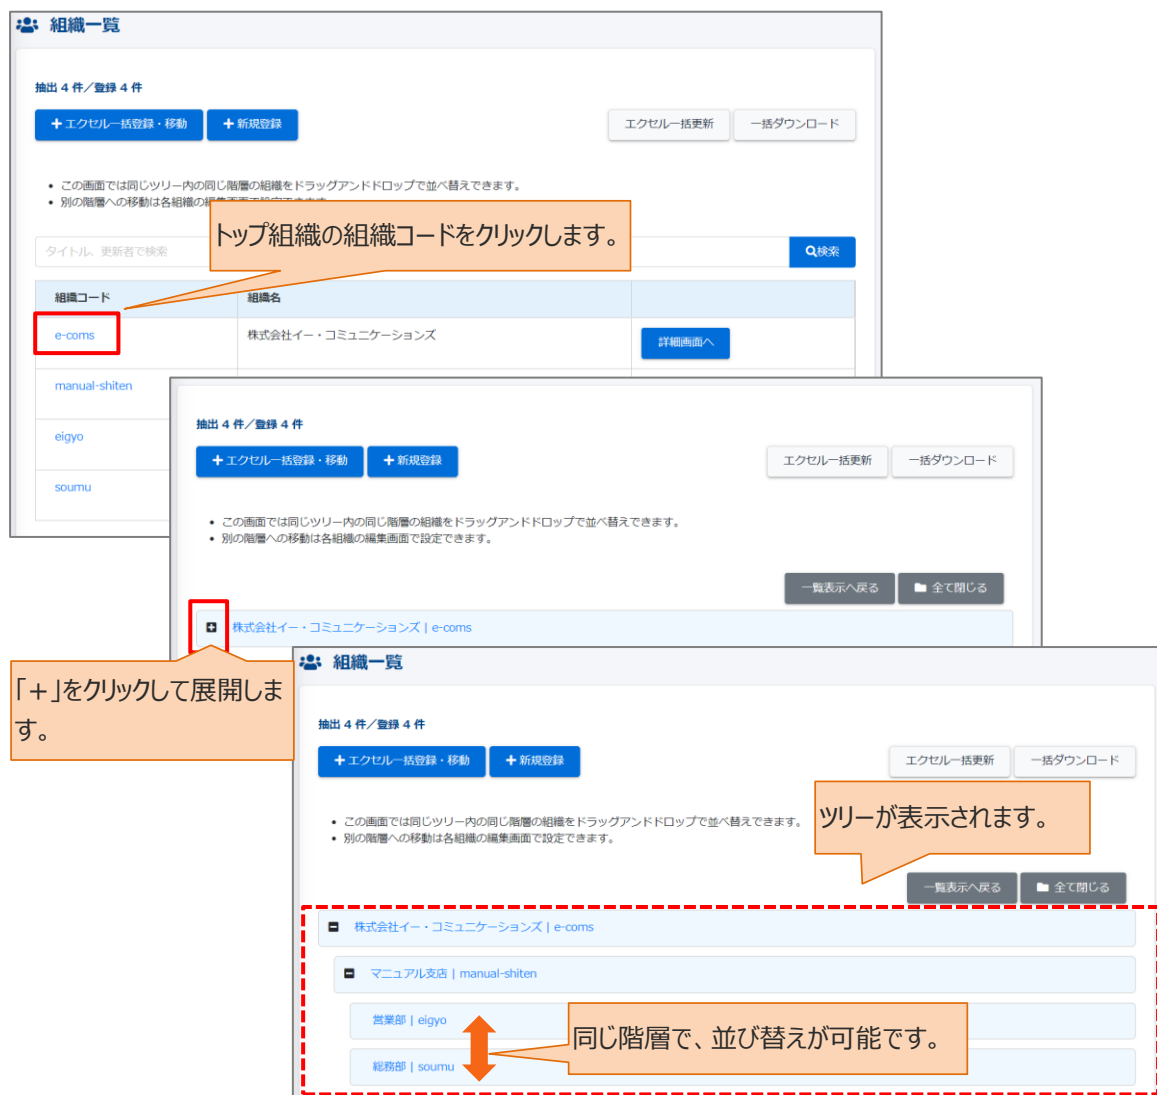 組織一覧
抽出 4 件／登録 4 件
エクセル一括登録・移動
新規登録
エクセル一括更新
一括ダウンロード
この画面では同じツリー内の同じ階層の組織をドラッグアンドドロップで並べ替えできます。
別の階層への移動は各組織の編集画面で設定できます。
トップ組織の組織コードをクリックします。
タイトル、更新者で検索
検索
組織コード
組織名
e-coms
株式会社イー・コミュニケーションズ
詳細画面へ
manual-shiten
eigyo
soumu
抽出 4 件／登録 4 件
エクセル一括登録・移動
新規登録
エクセル一括更新
一括ダウンロード
この画面では同じツリー内の同じ階層の組織をドラッグアンドドロップで並べ替えできます。
別の階層への移動は各組織の編集画面で設定できます。
一覧表示へ戻る
全て閉じる
株式会社イー・コミュニケーションズ | e-coms
「＋」をクリックして展開しま
す。
組織一覧
抽出 4 件／登録 4 件
エクセル一括登録・移動
新規登録
エクセル一括更新
一括ダウンロード
この画面では同じツリー内の同じ階層の組織をドラッグアンドドロップで並べ替えできます。
別の階層への移動は各組織の編集画面で設定できます。
ツリーが表示されます。
一覧表示へ戻る
全て閉じる
株式会社イー・コミュニケーションズ | e-coms
マニュアル支店 | manual-shiten
営業部 | eigyo
同じ階層で、並び替えが可能です。
総務部 | soumu